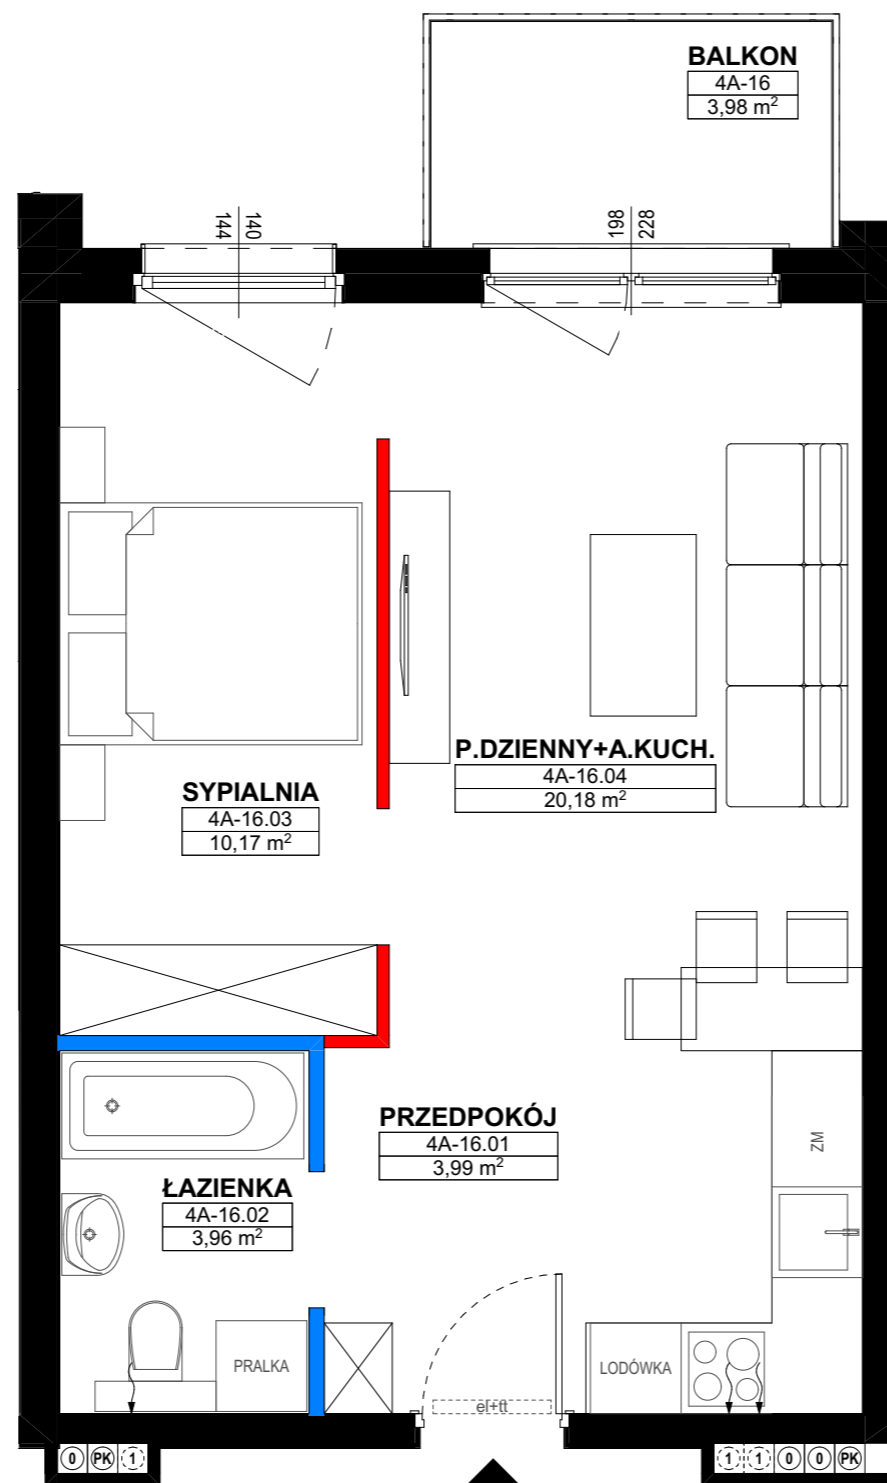 BALKON
4A-16
3,98 m²
144
140
198
228
P.DZIENNY+A.KUCH.
4A-16.04
20,18 m²
SYPIALNIA
4A-16.03
10,17 m²
PRZEDPOKÓJ
4A-16.01
3,99 m²
ZM
ŁAZIENKA
4A-16.02
3,96 m²
PRALKA
LODÓWKA
el+tt
0 PK 1
1 1 0 0 PK